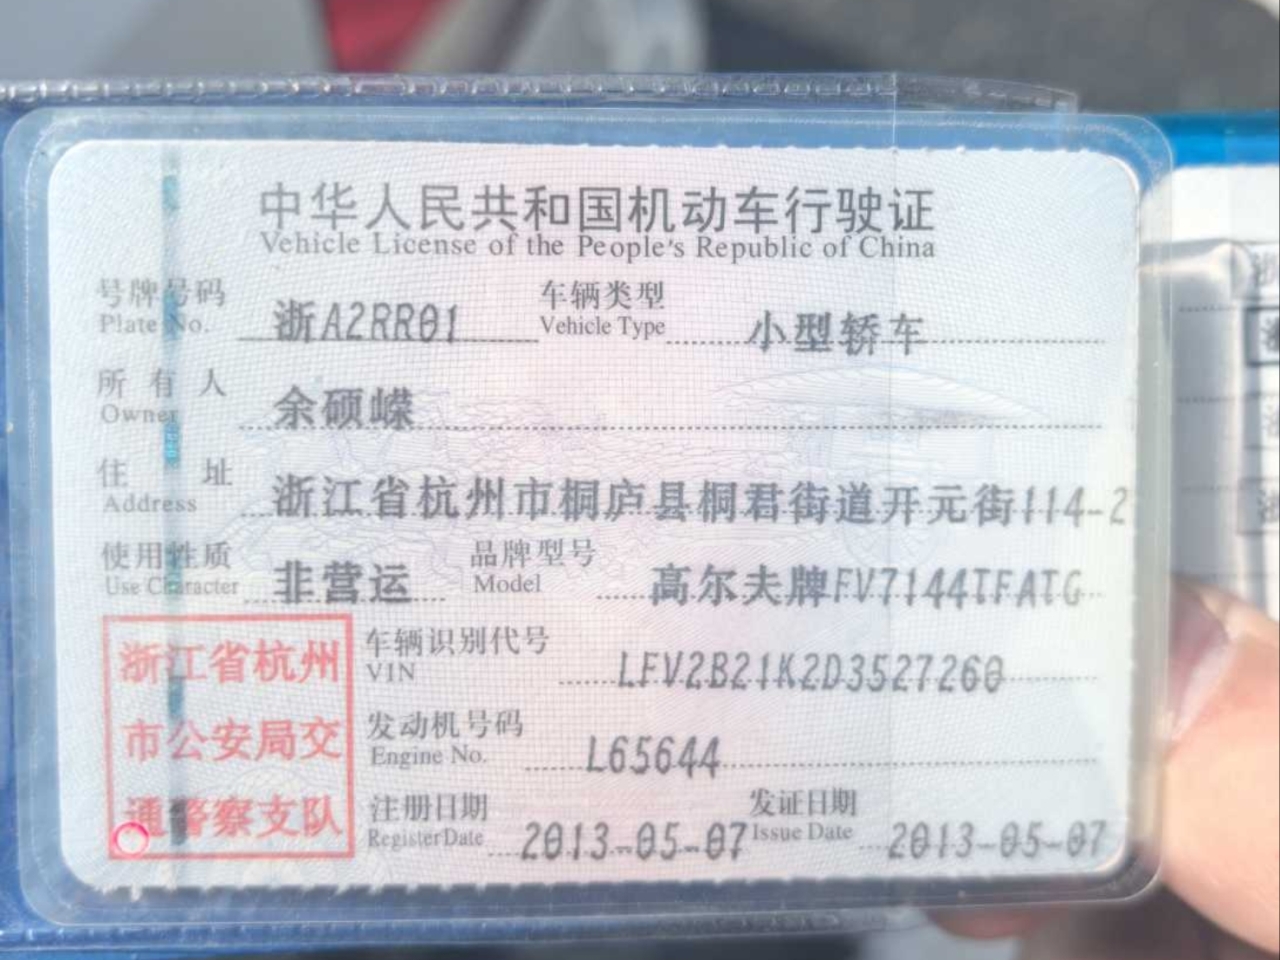 中华人民共和国机动车行驶证
Vehicle License of the People's Republic of China
号牌号码 浙A2RR01 车辆类型 小型轿车
Plate No. Vehicle Type
所有人 余硕嵘
Owner
住址 浙江省杭州市桐庐县桐君街道开元街114-2
Address
使用性质 非营运 品牌型号 高尔夫牌FV7144TFATG
Use Character Model
浙江省杭州
市公安局交
通警察支队
车辆识别代号 LFV2B21K2D3527260
VIN
发动机号码 L65644
Engine No.
注册日期 2013-05-07 发证日期 2013-05-07
Register Date Issue Date